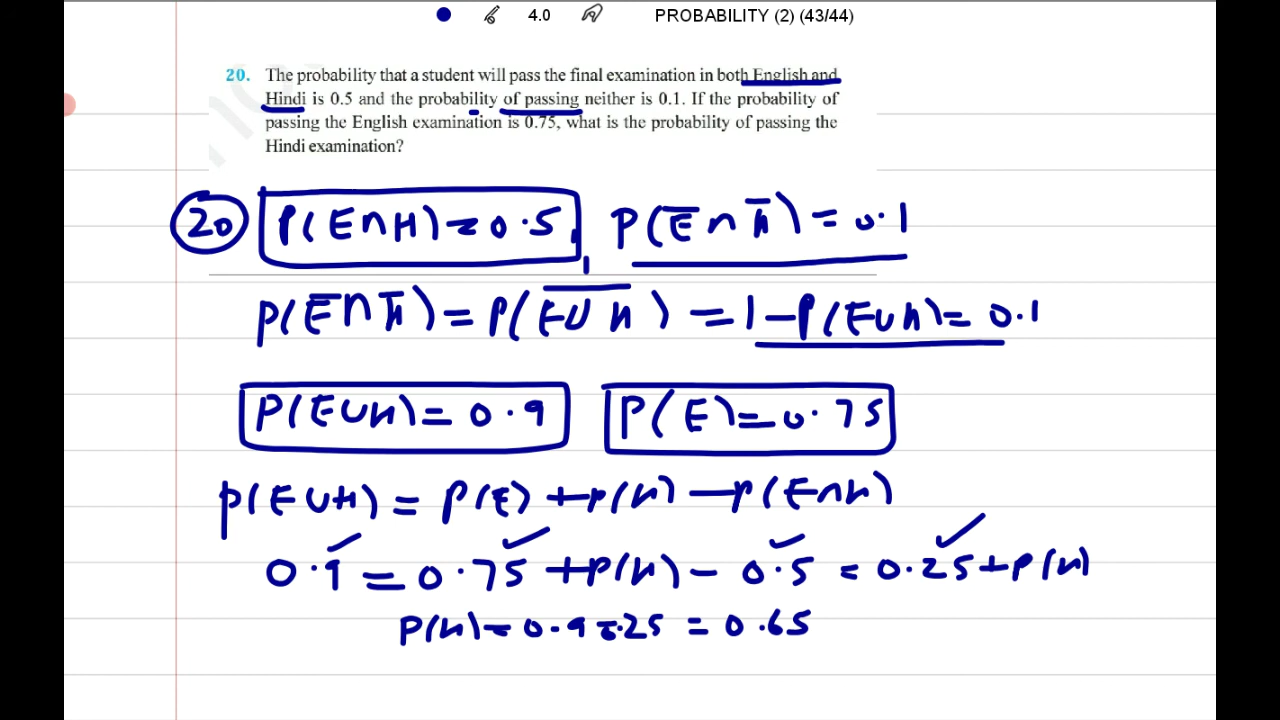 4.0 PROBABILITY (2) (43/44)
20. The probability that a student will pass the final examination in both English and
Hindi is 0.5 and the probability of passing neither is 0.1. If the probability of
passing the English examination is 0.75, what is the probability of passing the
Hindi examination?
20 P(E∩H)=0.5, P(E̅∩h̅)=0.1
P(E̅∩h̅)=P(E̅∪̅h̅)=1-P(E∪h)=0.1
P(E∪h)=0.9 P(E)=0.75
P(E∪H)=P(E)+P(h)-P(E∩h)
0.9=0.75+P(h)-0.5=0.25+P(h)
P(h)=0.9-0.25=0.65